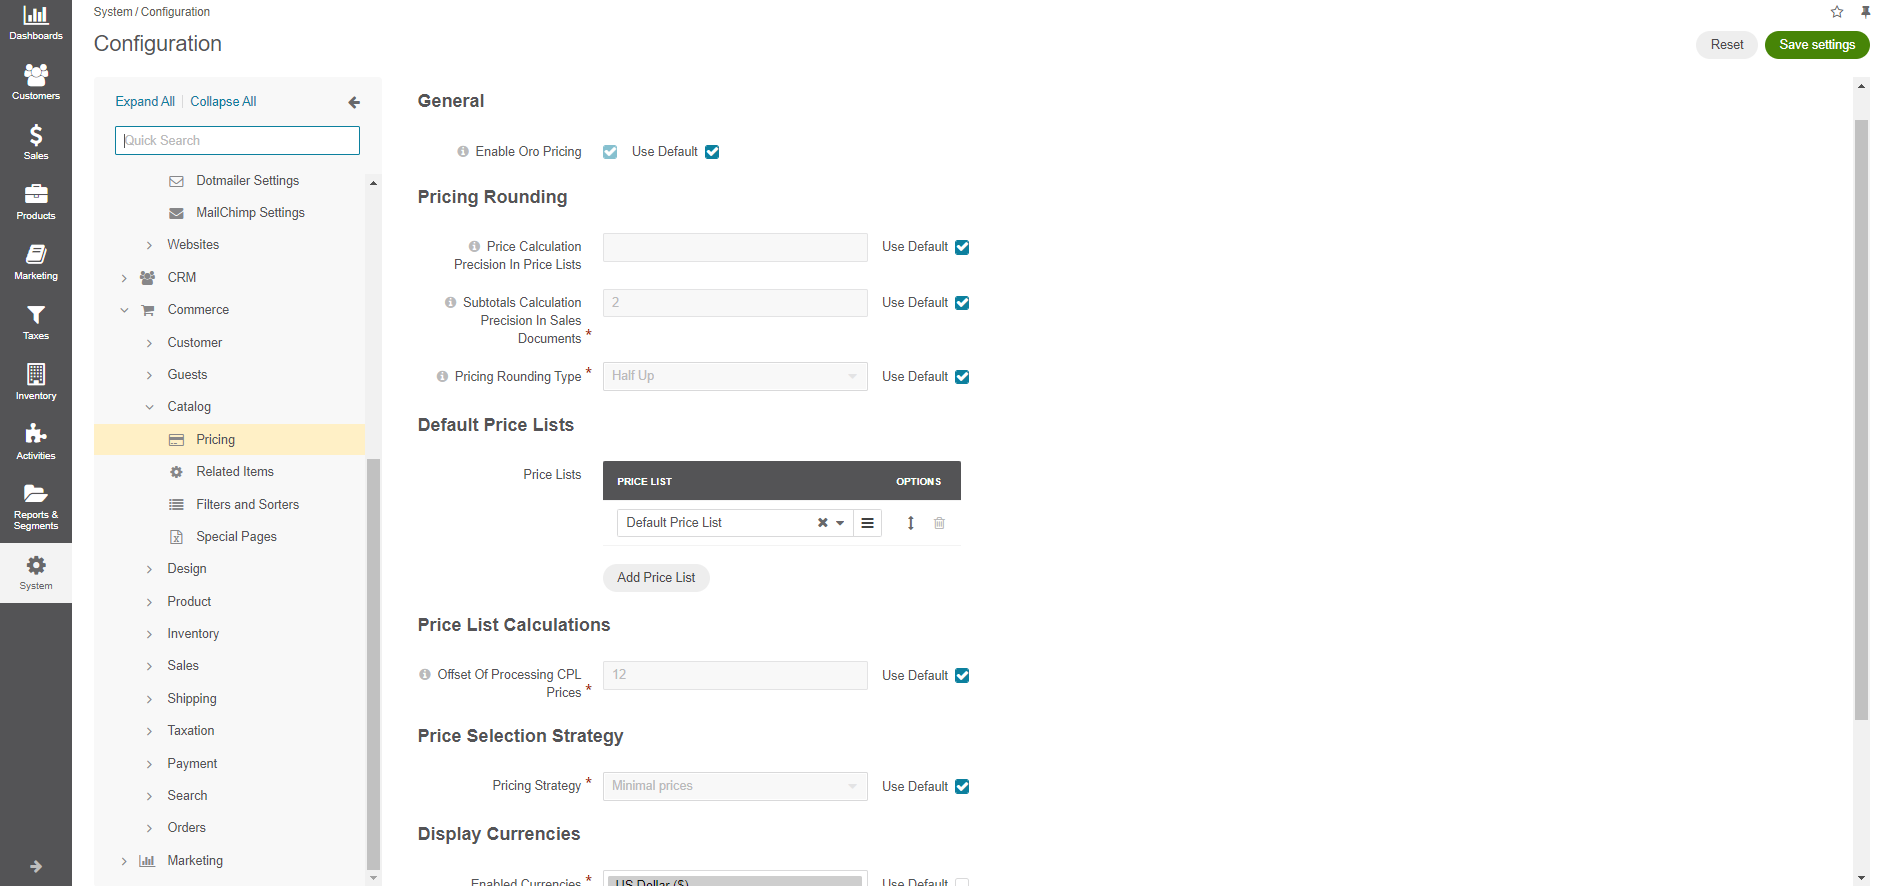 Dashboards
Customers
Sales
Products
Marketing
Taxes
Inventory
Activities
Reports &
Segments
System
System / Configuration
Configuration
Reset
Save settings
Expand All
Collapse All
Quick Search
Dotmailer Settings
MailChimp Settings
Websites
CRM
Commerce
Customer
Guests
Catalog
Pricing
Related Items
Filters and Sorters
Special Pages
Design
Product
Inventory
Sales
Shipping
Taxation
Payment
Search
Orders
Marketing
General
Enable Oro Pricing
Use Default
Pricing Rounding
Price Calculation
Precision In Price Lists
Use Default
Subtotals Calculation
Precision In Sales
Documents *
2
Use Default
Pricing Rounding Type *
Half Up
Use Default
Default Price Lists
Price Lists
PRICE LIST
OPTIONS
Default Price List
Add Price List
Price List Calculations
Offset Of Processing CPL
Prices *
12
Use Default
Price Selection Strategy
Pricing Strategy *
Minimal prices
Use Default
Display Currencies
Enabled Currencies *
US Dollar ($)
Use Default